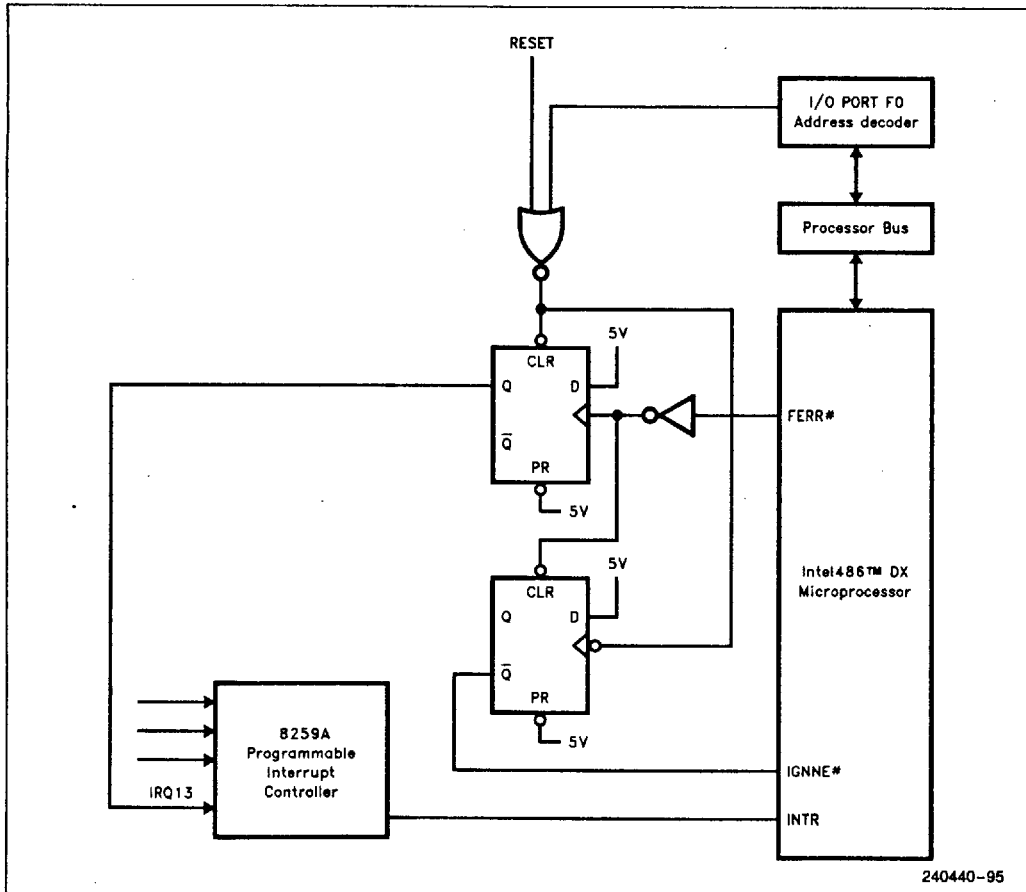 RESET
I/O PORT F0
Address decoder
Processor Bus
5V
CLR
Q
D
Q̅
PR
5V
FERR#
5V
CLR
Q
D
Q̅
PR
5V
Intel486™ DX
Microprocessor
8259A
Programmable
Interrupt
Controller
IRQ13
IGNNE#
INTR
240440-95